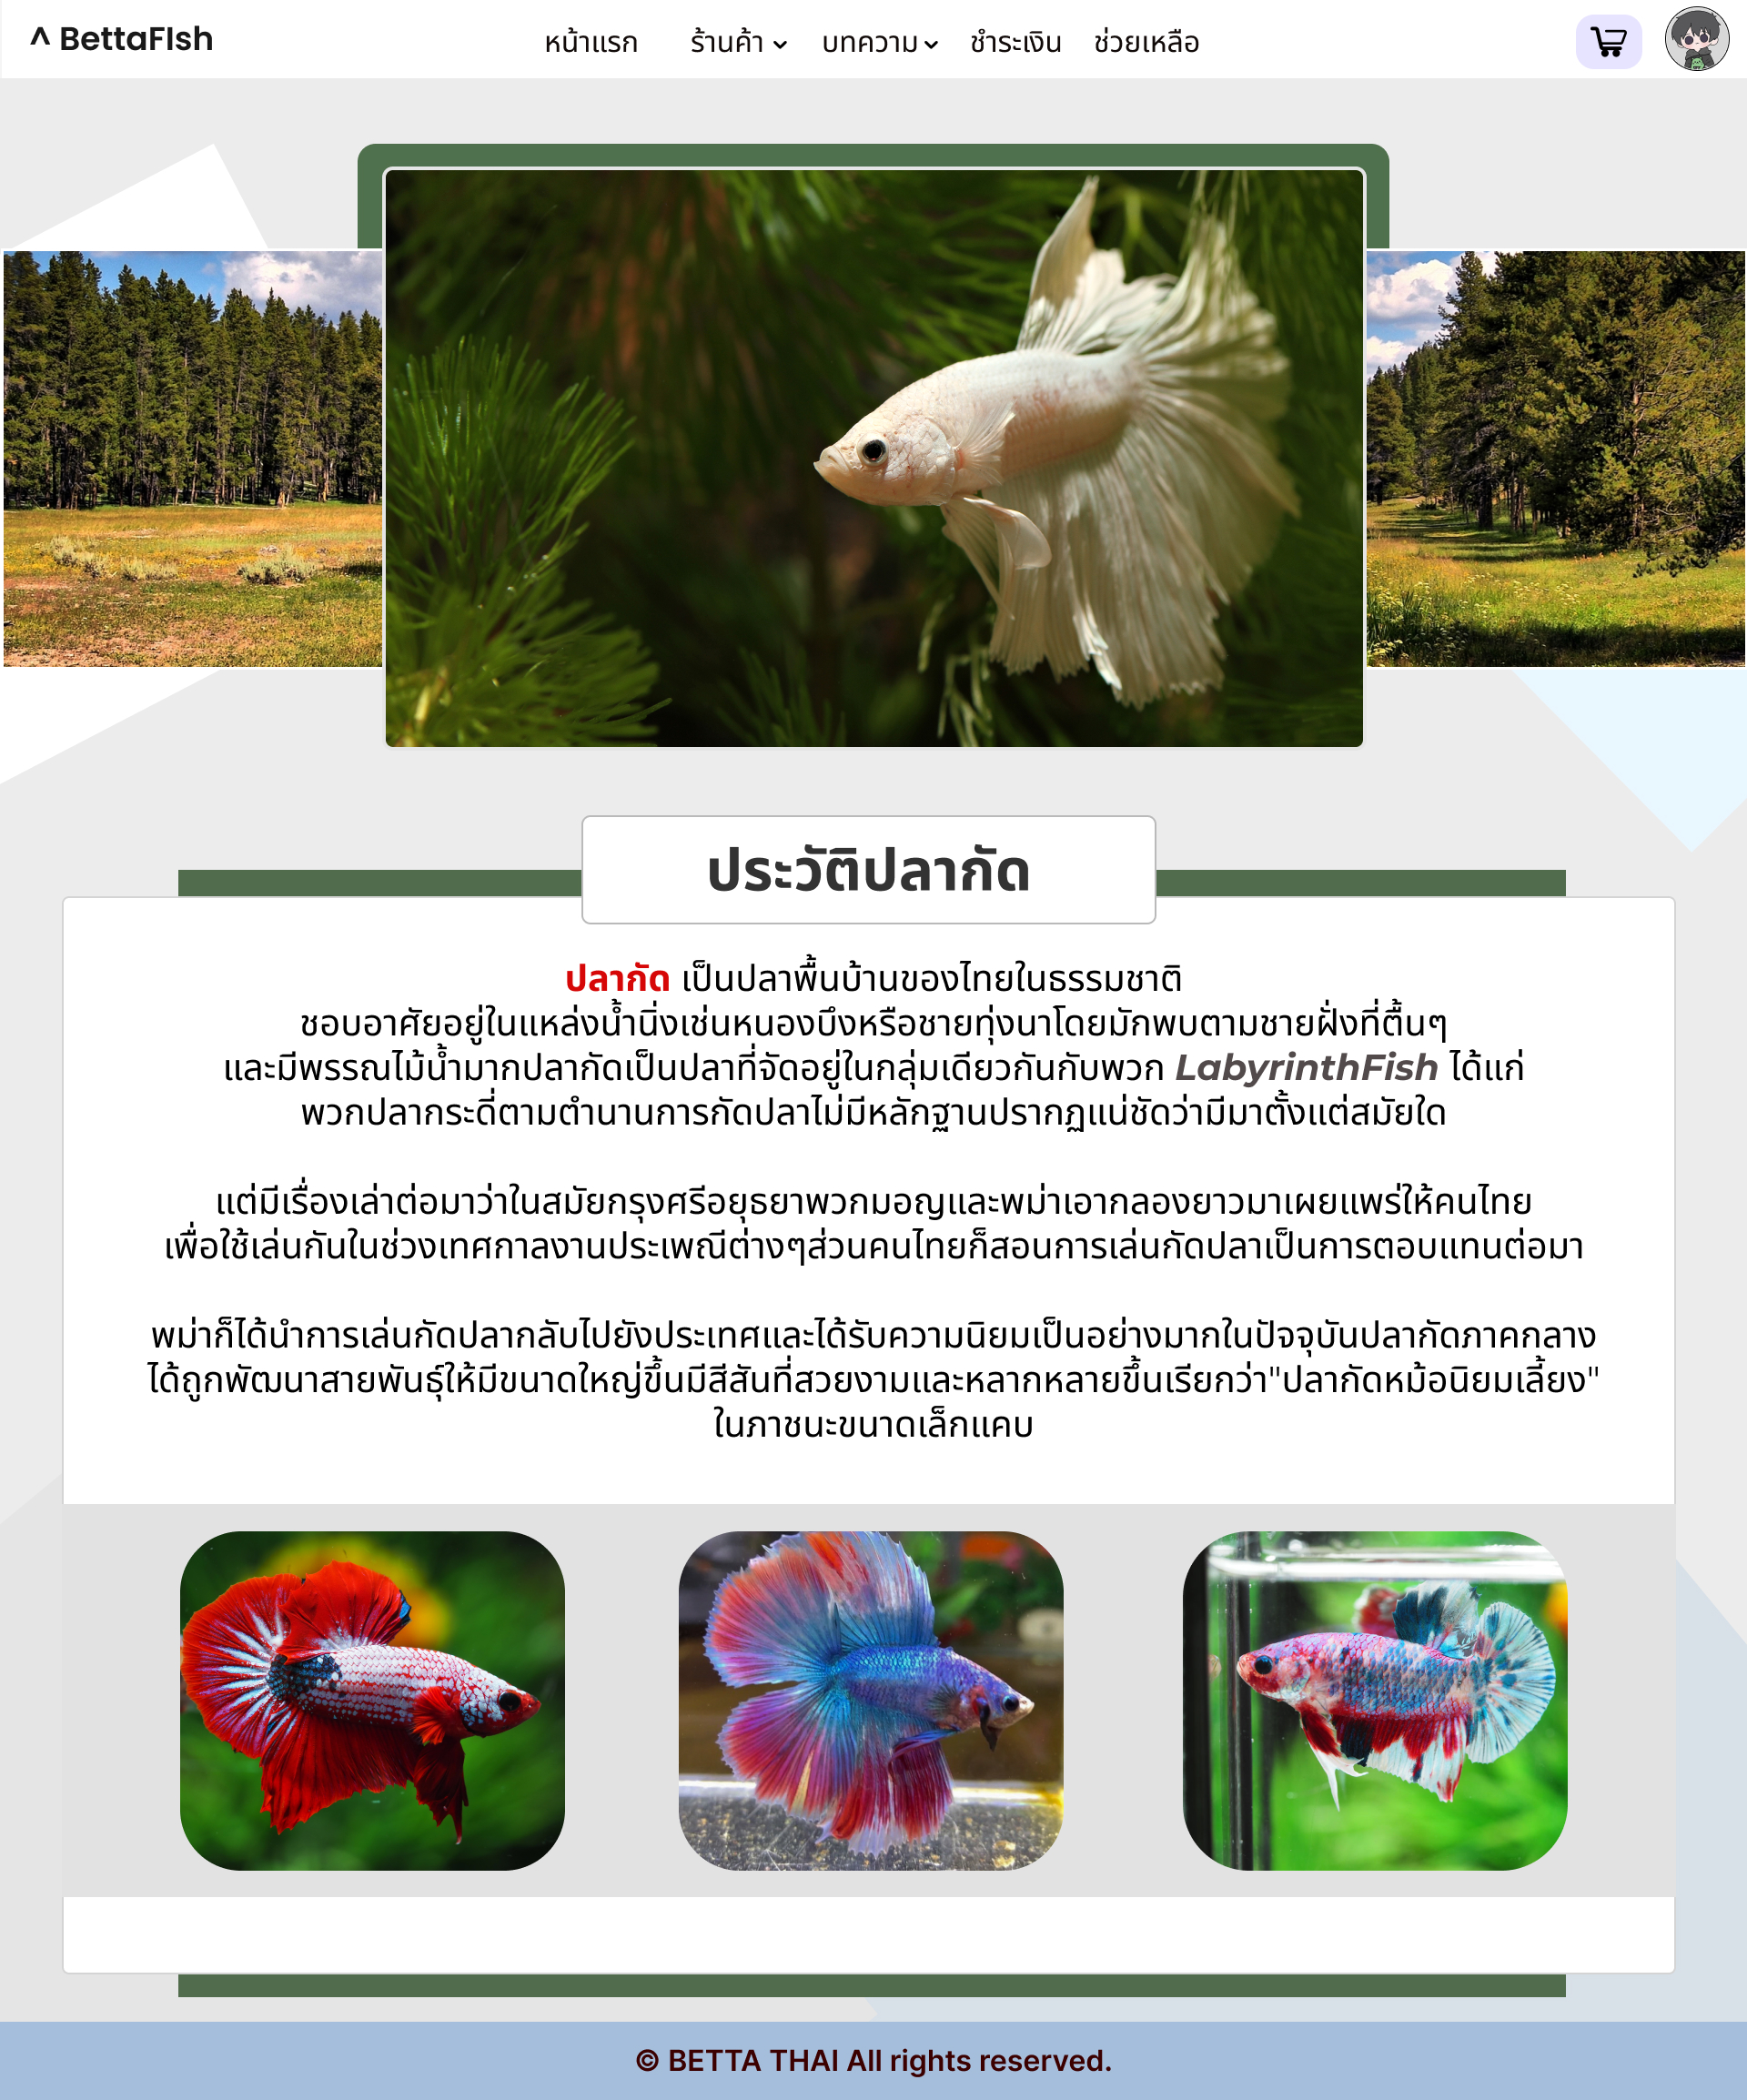 ^ BettaFIsh
หน้าแรก ร้านค้า บทความ ชำระเงิน ช่วยเหลือ
ประวัติปลากัด
ปลากัด เป็นปลาพื้นบ้านของไทยในธรรมชาติ
ชอบอาศัยอยู่ในแหล่งน้ำนิ่งเช่นหนองบึงหรือชายทุ่งนาโดยมักพบตามชายฝั่งที่ตื้นๆ
และมีพรรณไม้น้ำมากปลากัดเป็นปลาที่จัดอยู่ในกลุ่มเดียวกันกับพวก LabyrinthFish ได้แก่
พวกปลากระดี่ตามตำนานการกัดปลาไม่มีหลักฐานปรากฏแน่ชัดว่ามีมาตั้งแต่สมัยใด
แต่มีเรื่องเล่าต่อมาว่าในสมัยกรุงศรีอยุธยาพวกมอญและพม่าเอากลองยาวมาเผยแพร่ให้คนไทย
เพื่อใช้เล่นกันในช่วงเทศกาลงานประเพณีต่างๆส่วนคนไทยก็สอนการเล่นกัดปลาเป็นการตอบแทนต่อมา
พม่าก็ได้นำการเล่นกัดปลากลับไปยังประเทศและได้รับความนิยมเป็นอย่างมากในปัจจุบันปลากัดภาคกลาง
ได้ถูกพัฒนาสายพันธุ์ให้มีขนาดใหญ่ขึ้นมีสีสันที่สวยงามและหลากหลายขึ้นเรียกว่า"ปลากัดหม้อนิยมเลี้ยง"
ในภาชนะขนาดเล็กแคบ
© BETTA THAI All rights reserved.